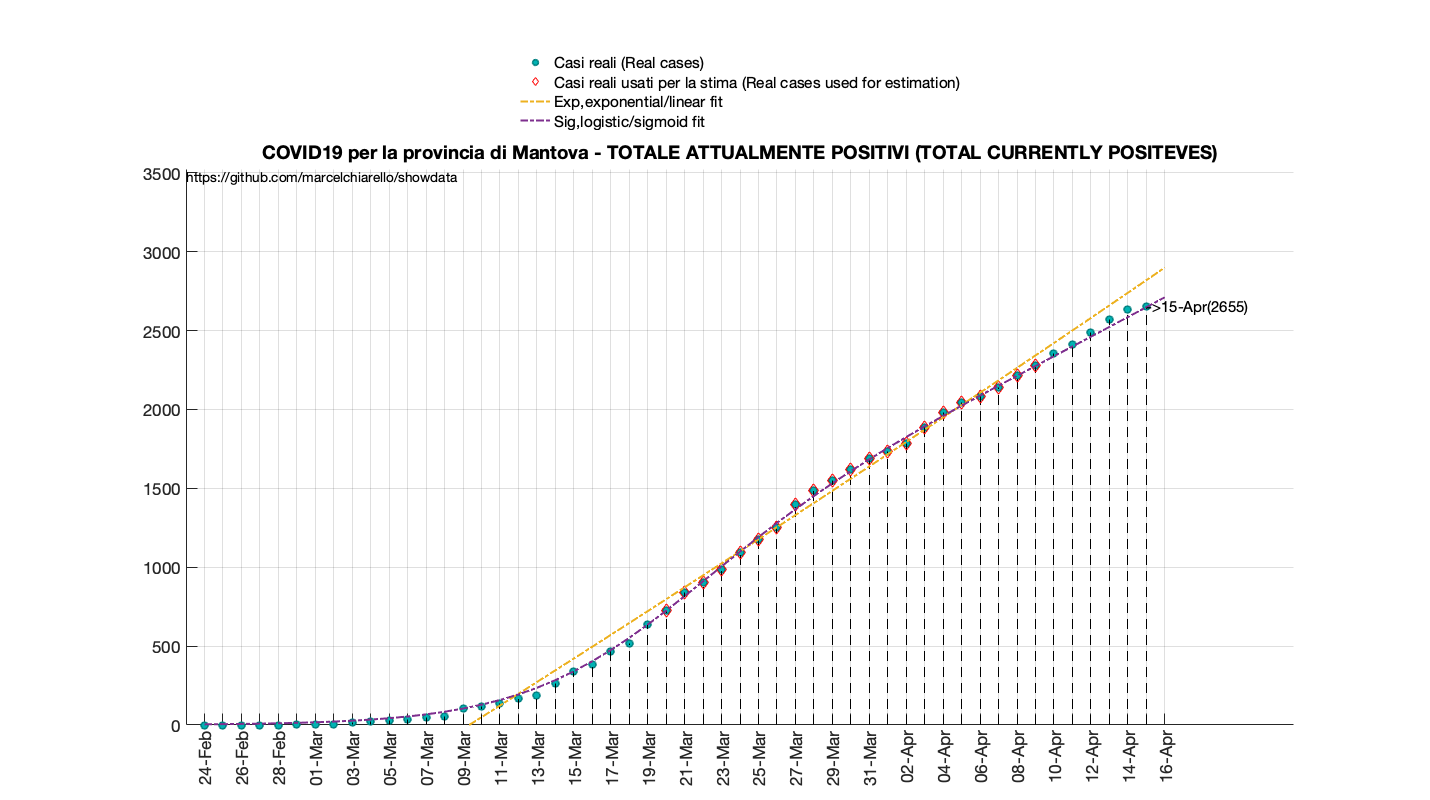 Casi reali (Real cases)
Casi reali usati per la stima (Real cases used for estimation)
Exp,exponential/linear fit
Sig,logistic/sigmoid fit
COVID19 per la provincia di Mantova - TOTALE ATTUALMENTE POSITIVI (TOTAL CURRENTLY POSITEVES)
https://github.com/marcelchiarello/showdata
3500
3000
2500
2000
1500
1000
500
0
>15-Apr(2655)
24-Feb
26-Feb
28-Feb
01-Mar
03-Mar
05-Mar
07-Mar
09-Mar
11-Mar
13-Mar
15-Mar
17-Mar
19-Mar
21-Mar
23-Mar
25-Mar
27-Mar
29-Mar
31-Mar
02-Apr
04-Apr
06-Apr
08-Apr
10-Apr
12-Apr
14-Apr
16-Apr